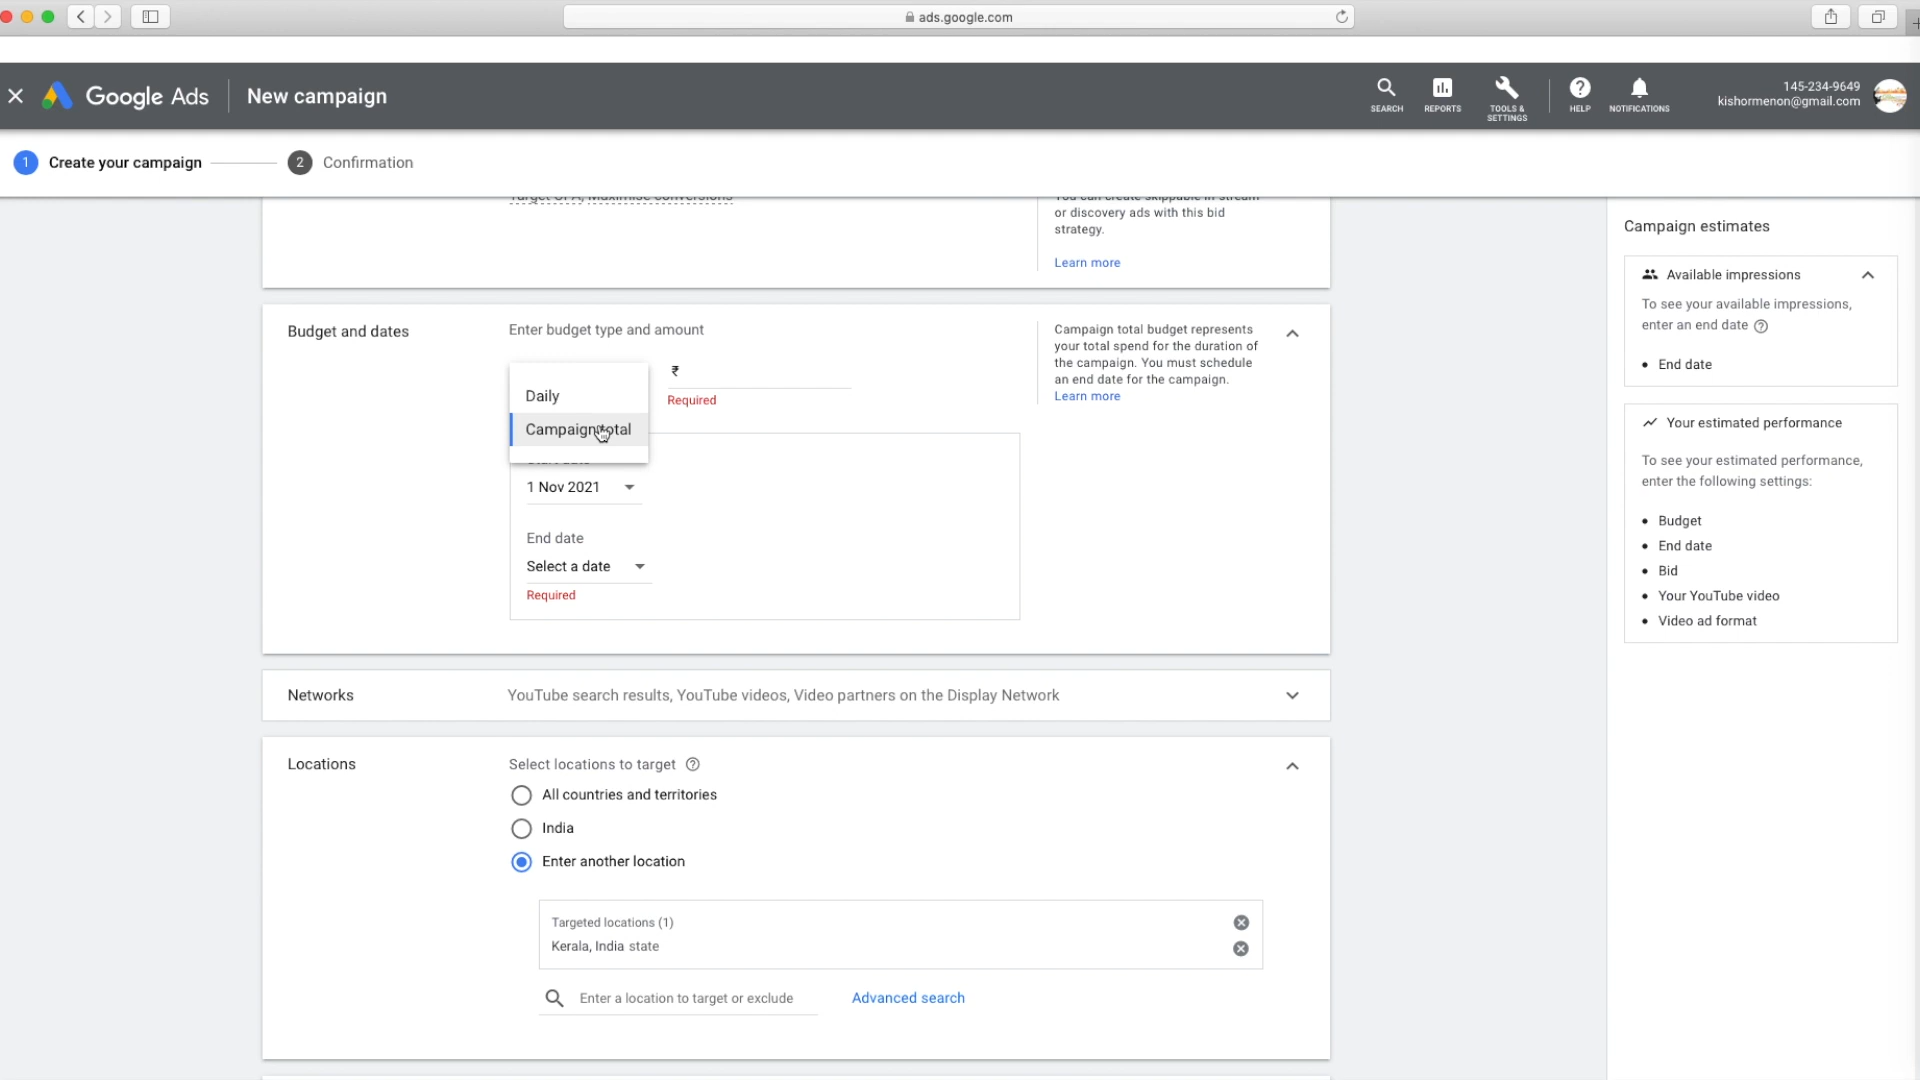 ads.google.com
Google Ads
New campaign
SEARCH
REPORTS
TOOLS &
SETTINGS
HELP
NOTIFICATIONS
145-234-9649
kishormenon@gmail.com
1 Create your campaign
2 Confirmation
Target CPA, Maximise conversions
You can create skippable in-stream
or discovery ads with this bid
strategy.
Learn more
Budget and dates
Enter budget type and amount
Daily
Campaign total
₹
Required
Campaign total budget represents
your total spend for the duration of
the campaign. You must schedule
an end date for the campaign.
Learn more
Start date
1 Nov 2021
End date
Select a date
Required
Networks
YouTube search results, YouTube videos, Video partners on the Display Network
Locations
Select locations to target
All countries and territories
India
Enter another location
Targeted locations (1)
Kerala, India state
Enter a location to target or exclude
Advanced search
Campaign estimates
Available impressions
To see your available impressions,
enter an end date
• End date
Your estimated performance
To see your estimated performance,
enter the following settings:
• Budget
• End date
• Bid
• Your YouTube video
• Video ad format